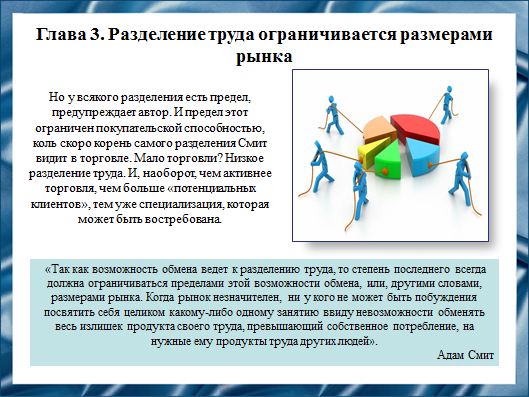 Глава 3. Разделение труда ограничивается размерами
рынка
Но у всякого разделения есть предел,
предупреждает автор. И предел этот
ограничен покупательской способностью,
коль скоро корень самого разделения Смит
видит в торговле. Мало торговли? Низкое
разделение труда. И, наоборот, чем активнее
торговля, чем больше «потенциальных
клиентов», тем уже специализация, которая
может быть востребована.
«Так как возможность обмена ведет к разделению труда, то степень последнего всегда
должна ограничиваться пределами этой возможности обмена, или, другими словами,
размерами рынка. Когда рынок незначителен, ни у кого не может быть побуждения
посвятить себя целиком какому-либо одному занятию ввиду невозможности обменять
весь излишек продукта своего труда, превышающий собственное потребление, на
нужные ему продукты труда других людей».
Адам Смит